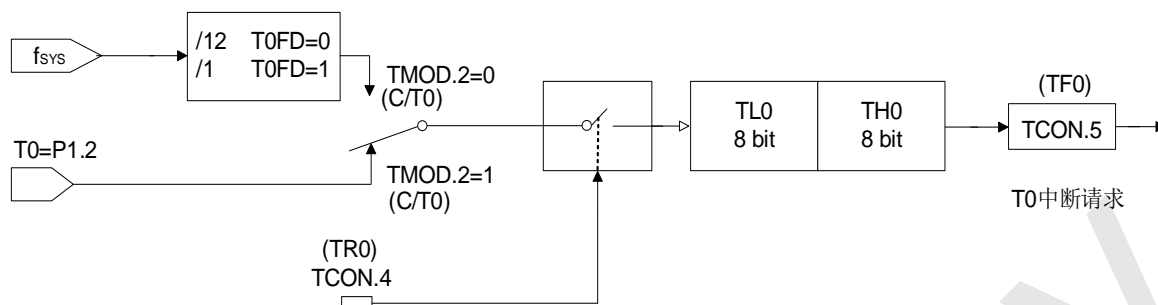 fSYS
/12 T0FD=0
/1 T0FD=1
TMOD.2=0
(C/T0)
T0=P1.2
TMOD.2=1
(C/T0)
(TR0)
TCON.4
TL0
8 bit
TH0
8 bit
(TF0)
TCON.5
T0中断请求